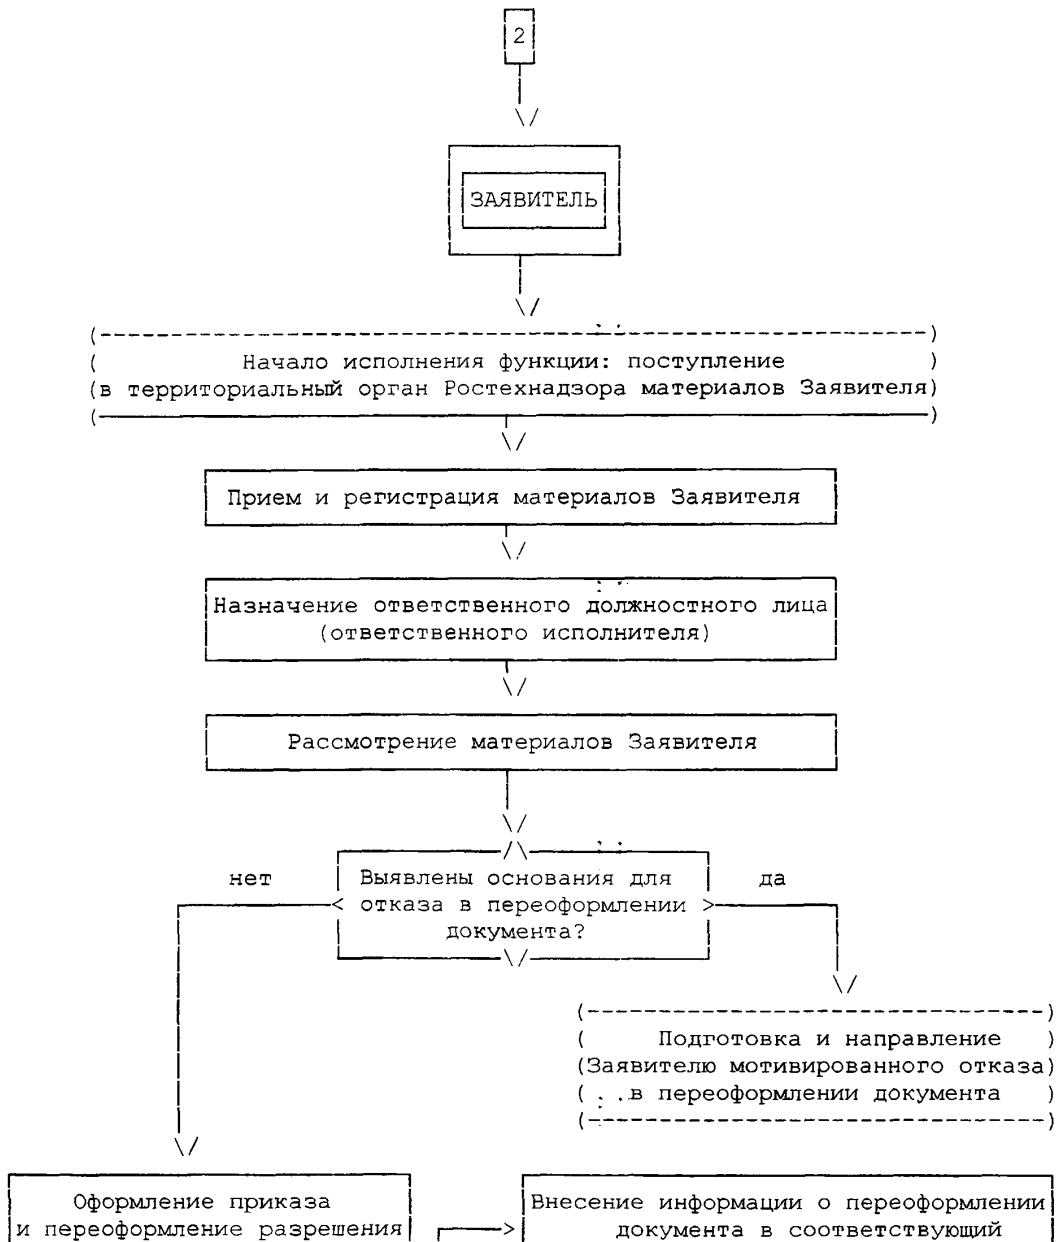 2
ЗАЯВИТЕЛЬ
Начало исполнения функции: поступление
в территориальный орган Ростехнадзора материалов Заявителя
Прием и регистрация материалов Заявителя
Назначение ответственного должностного лица
(ответственного исполнителя)
Рассмотрение материалов Заявителя
нет
Выявлены основания для
отказа в переоформлении
документа?
да
Подготовка и направление
Заявителю мотивированного отказа
в переоформлении документа
Оформление приказа
и переоформление разрешения
Внесение информации о переоформлении
документа в соответствующий